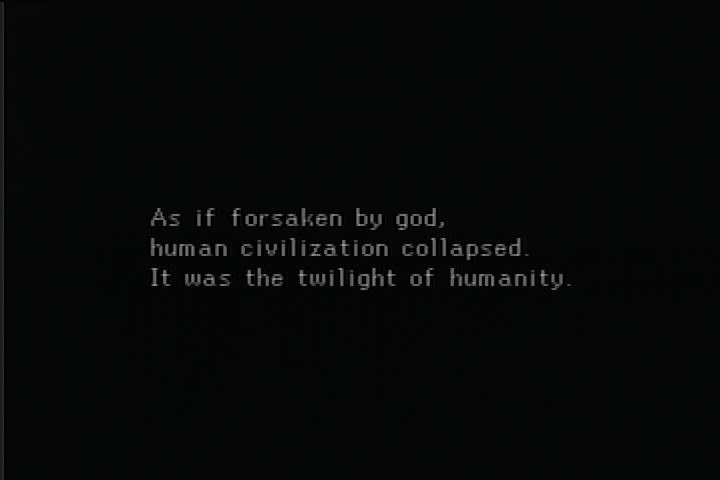 As if forsaken by god,
human civilization collapsed.
It was the twilight of humanity.